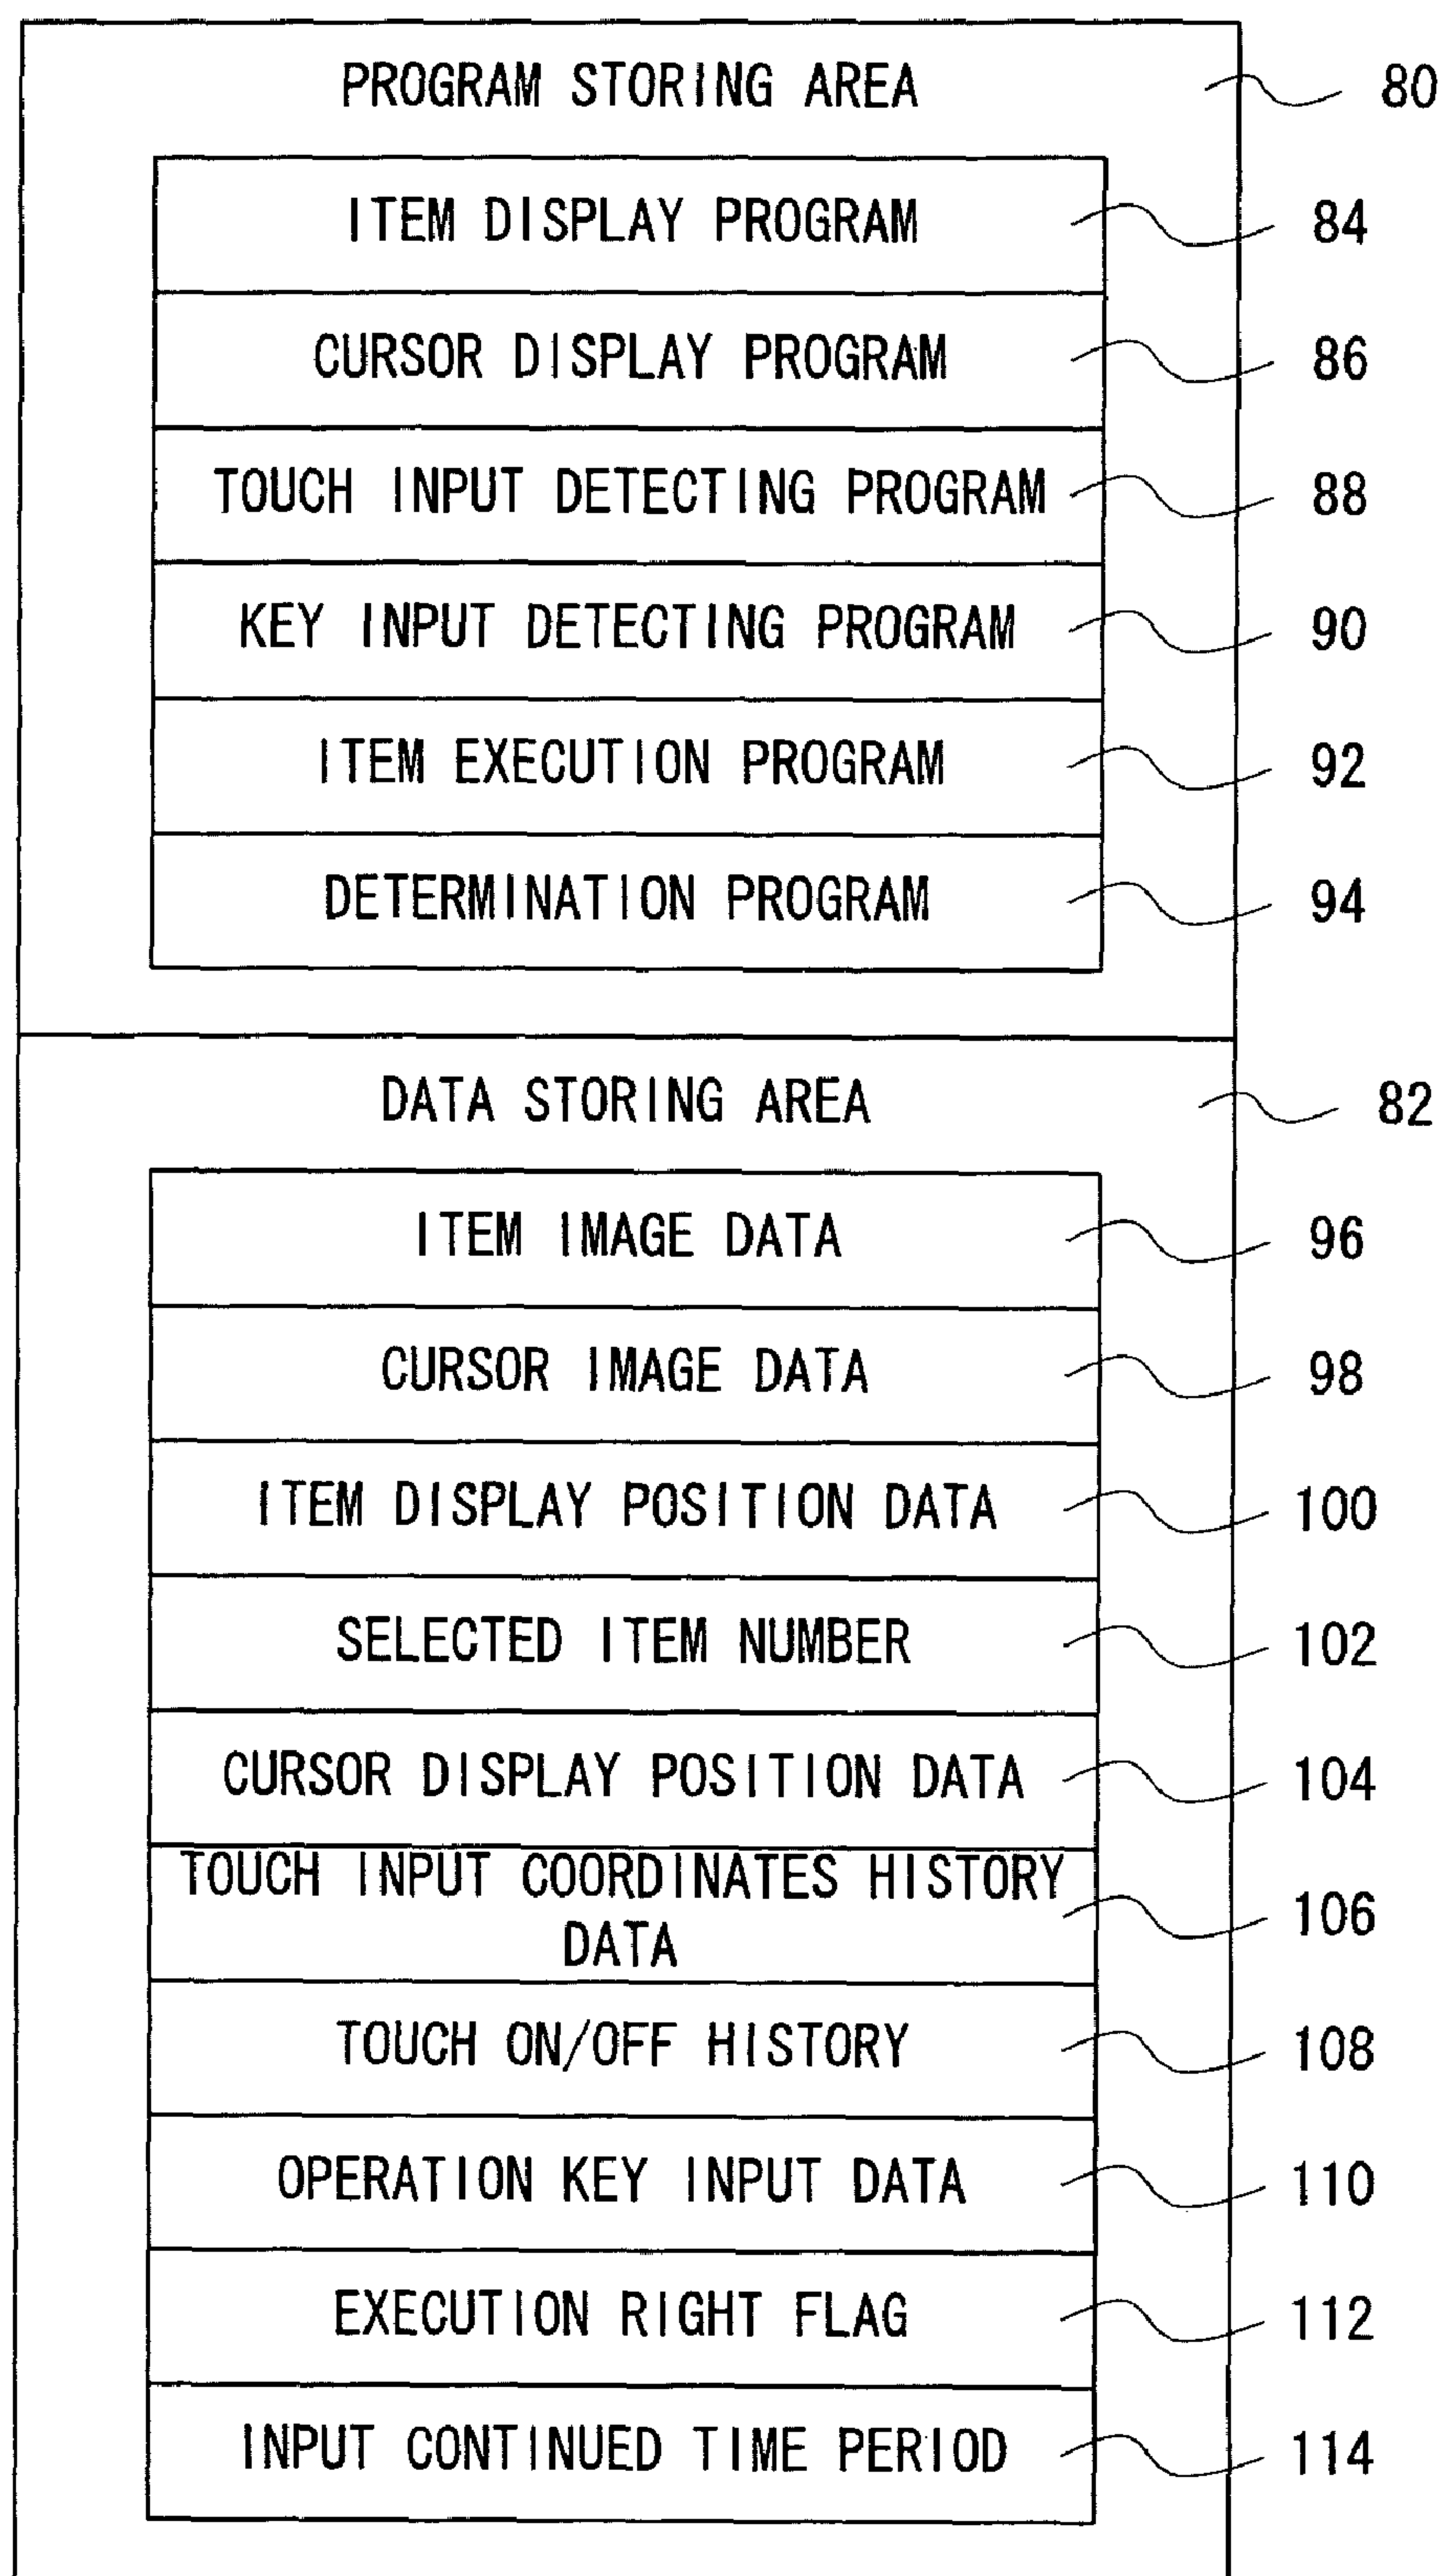 PROGRAM STORING AREA 80
ITEM DISPLAY PROGRAM 84
CURSOR DISPLAY PROGRAM 86
TOUCH INPUT DETECTING PROGRAM 88
KEY INPUT DETECTING PROGRAM 90
ITEM EXECUTION PROGRAM 92
DETERMINATION PROGRAM 94
DATA STORING AREA 82
ITEM IMAGE DATA 96
CURSOR IMAGE DATA 98
ITEM DISPLAY POSITION DATA 100
SELECTED ITEM NUMBER 102
CURSOR DISPLAY POSITION DATA 104
TOUCH INPUT COORDINATES HISTORY
DATA 106
TOUCH ON/OFF HISTORY 108
OPERATION KEY INPUT DATA 110
EXECUTION RIGHT FLAG 112
INPUT CONTINUED TIME PERIOD 114